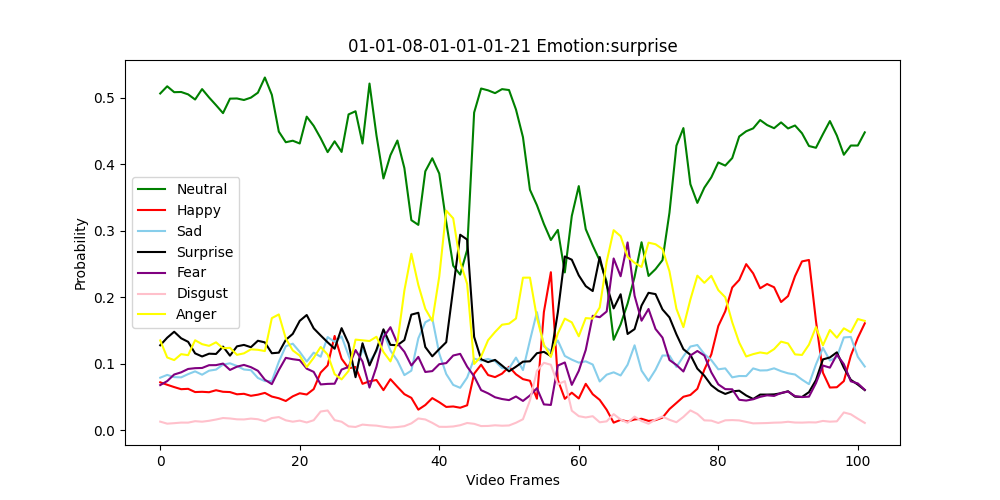 01-01-08-01-01-01-21 Emotion:surprise
Probability
0.5
0.4
0.3
0.2
0.1
0.0
Neutral
Happy
Sad
Surprise
Fear
Disgust
Anger
0 20 40 60 80 100
Video Frames